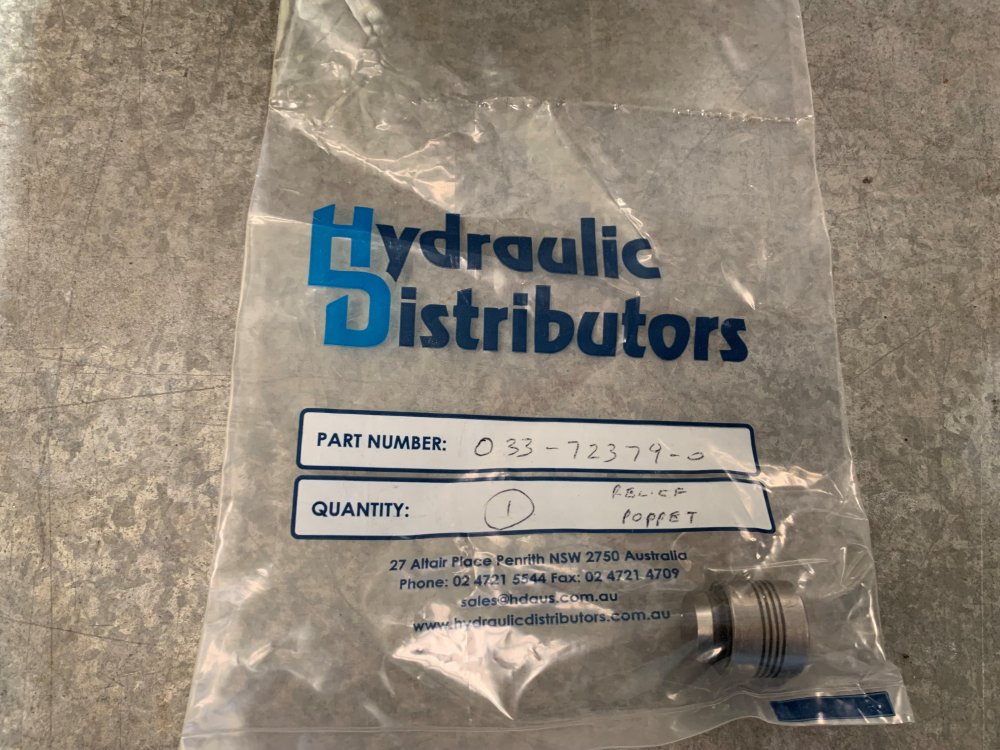 Hydraulic
Distributors
PART NUMBER: 033-72379-0
QUANTITY: 1 RELIEF
POPPET
27 Altair Place Penrith NSW 2750 Australia
Phone: 02 4721 5544 Fax: 02 4721 4709
sales@hdaus.com.au
www.hydraulicdistributors.com.au